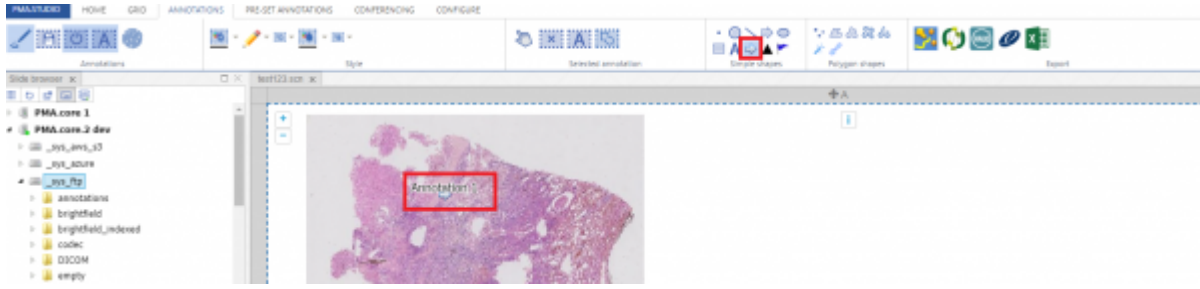 PMA.STUDIO HOME GRID ANNOTATIONS PRE-SET ANNOTATIONS CONFERENCING CONFIGURE
Annotations Style Selected annotation Simple shapes Polygon shapes Export
Slide browser x test123.scn x
A
PMA.core 1
PMA.core.2 dev
_sys_aws_s3
_sys_azure
_sys_ftp
annotations
brightfield
brightfield_indexed
codec
DICOM
empty
Annotation